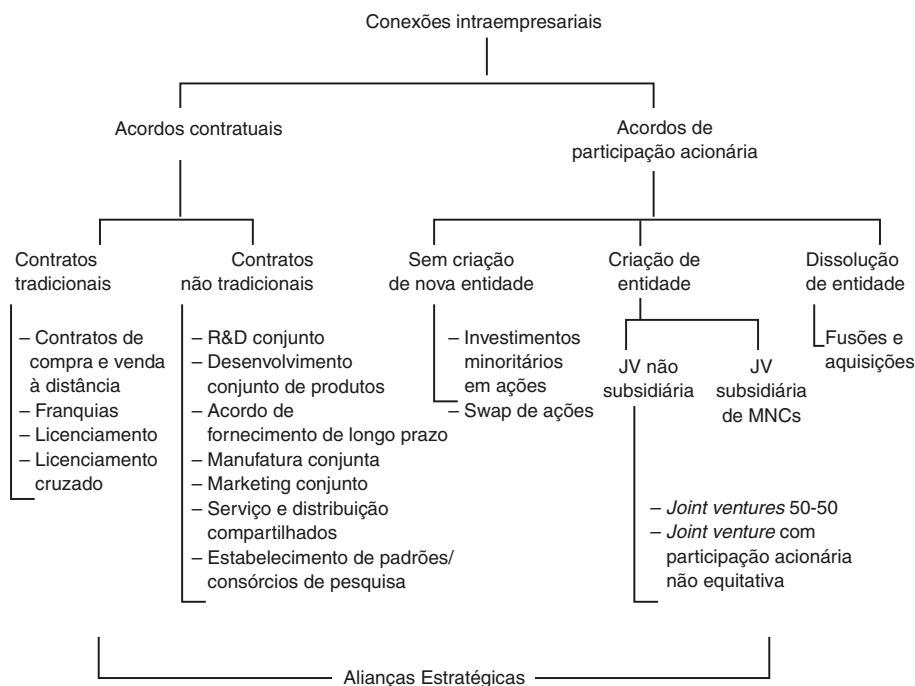 Conexões intraempresariais
Acordos contratuais
Acordos de
participação acionária
Contratos
tradicionais
– Contratos de
compra e venda
à distância
– Franquias
– Licenciamento
– Licenciamento
cruzado
Contratos
não tradicionais
– R&D conjunto
– Desenvolvimento
conjunto de produtos
– Acordo de
fornecimento de longo prazo
– Manufatura conjunta
– Marketing conjunto
– Serviço e distribuição
compartilhados
– Estabelecimento de padrões/
consórcios de pesquisa
Sem criação
de nova entidade
– Investimentos
minoritários
em ações
– Swap de ações
Criação de
entidade
JV não
subsidiária
– Joint ventures 50-50
– Joint venture com
participação acionária
não equitativa
JV
subsidiária
de MNCs
Dissolução
de entidade
Fusões e
aquisições
Alianças Estratégicas